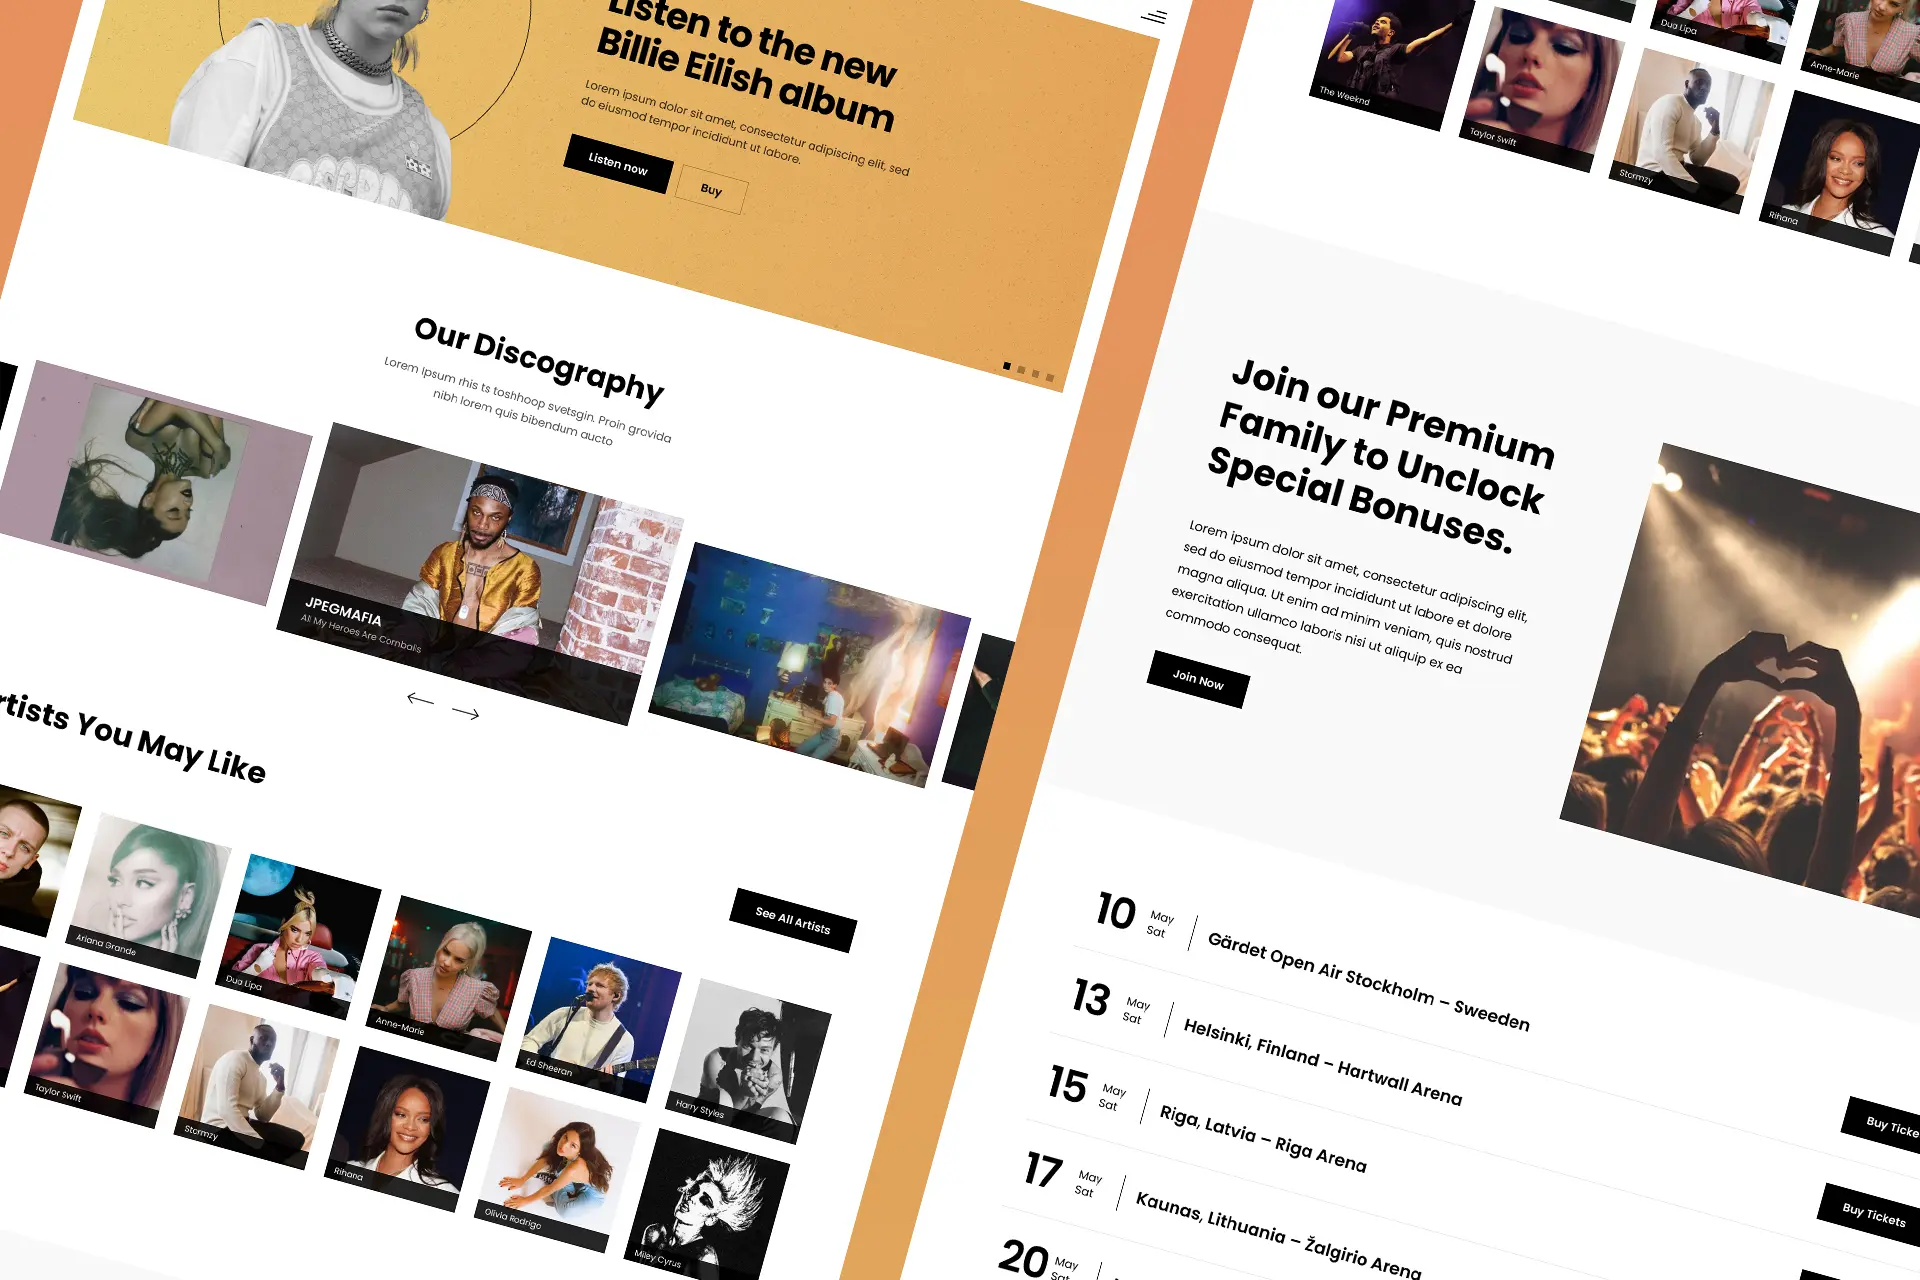 Listen to the new
Billie Eilish album
Lorem ipsum dolor sit amet, consectetur adipiscing elit, sed
do eiusmod tempor incididunt ut labore.
Listen now
Buy
Our Discography
Lorem Ipsum rhis ts toshhoop svetsgin. Proin grovida
nibh lorem quis bibendum aucto
JPEGMAFIA
All My Heroes Are Cornballs
rtists You May Like
See All Artists
Ariana Grande
Dua Lipa
Anne-Marie
Ed Sheeran
Harry Styles
Taylor Swift
Stormzy
Rihana
Olivia Rodrigo
Miley Cyrus
Dua Lipa
Anne-Marie
The Weeknd
Taylor Swift
Stormzy
Rihana
Join our Premium
Family to Unclock
Special Bonuses.
Lorem ipsum dolor sit amet, consectetur adipiscing elit,
sed do eiusmod tempor incididunt ut labore et dolore
magna aliqua. Ut enim ad minim veniam, quis nostrud
exercitation ullamco laboris nisi ut aliquip ex ea
commodo consequat.
Join Now
10 May Sat Gärdet Open Air Stockholm – Sweeden
13 May Sat Helsinki, Finland – Hartwall Arena
15 May Sat Riga, Latvia – Riga Arena
Buy Ticke
17 May Sat Kaunas, Lithuania – Žalgirio Arena
Buy Tickets
20 May Sat